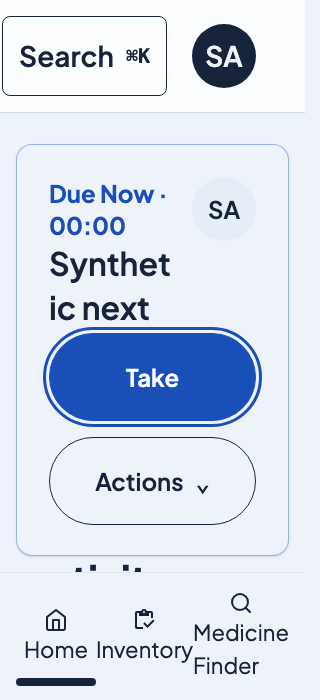 Search ⌘K
SA
Due Now ·
00:00
SA
Synthet
ic next
Take
Actions
Home
Inventory
Medicine
Finder